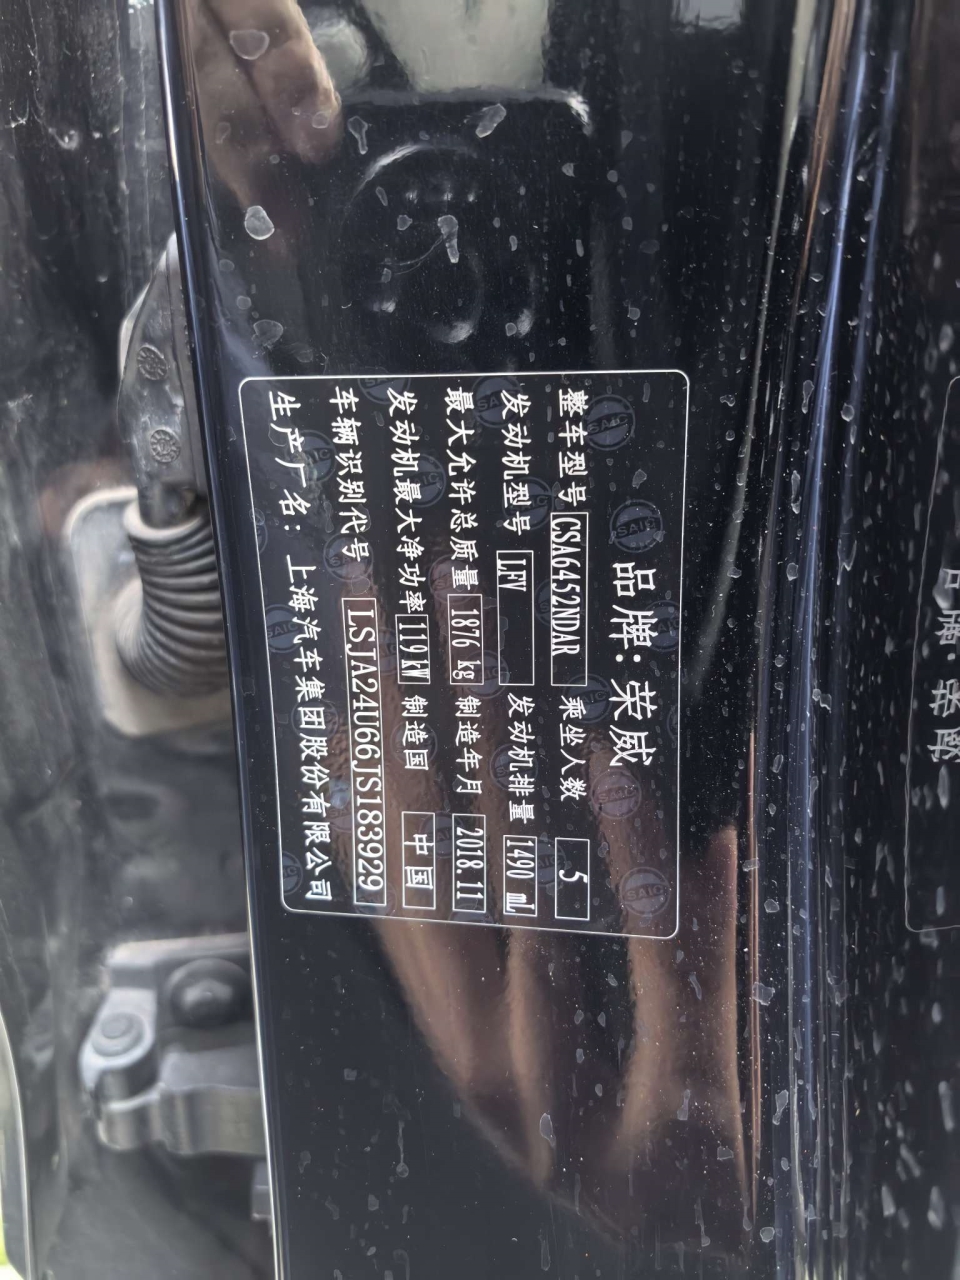 品牌: 荣威
整车型号 CSA6452NDAR 乘坐人数 5
发动机型号 LFV 发动机排量 1490 mL
最大允许总质量 1876 kg 制造年月 2018.11
发动机最大净功率 119 kW 制造国 中国
车辆识别代号 LSJA24U66JS183929
生产厂名: 上海汽车集团股份有限公司